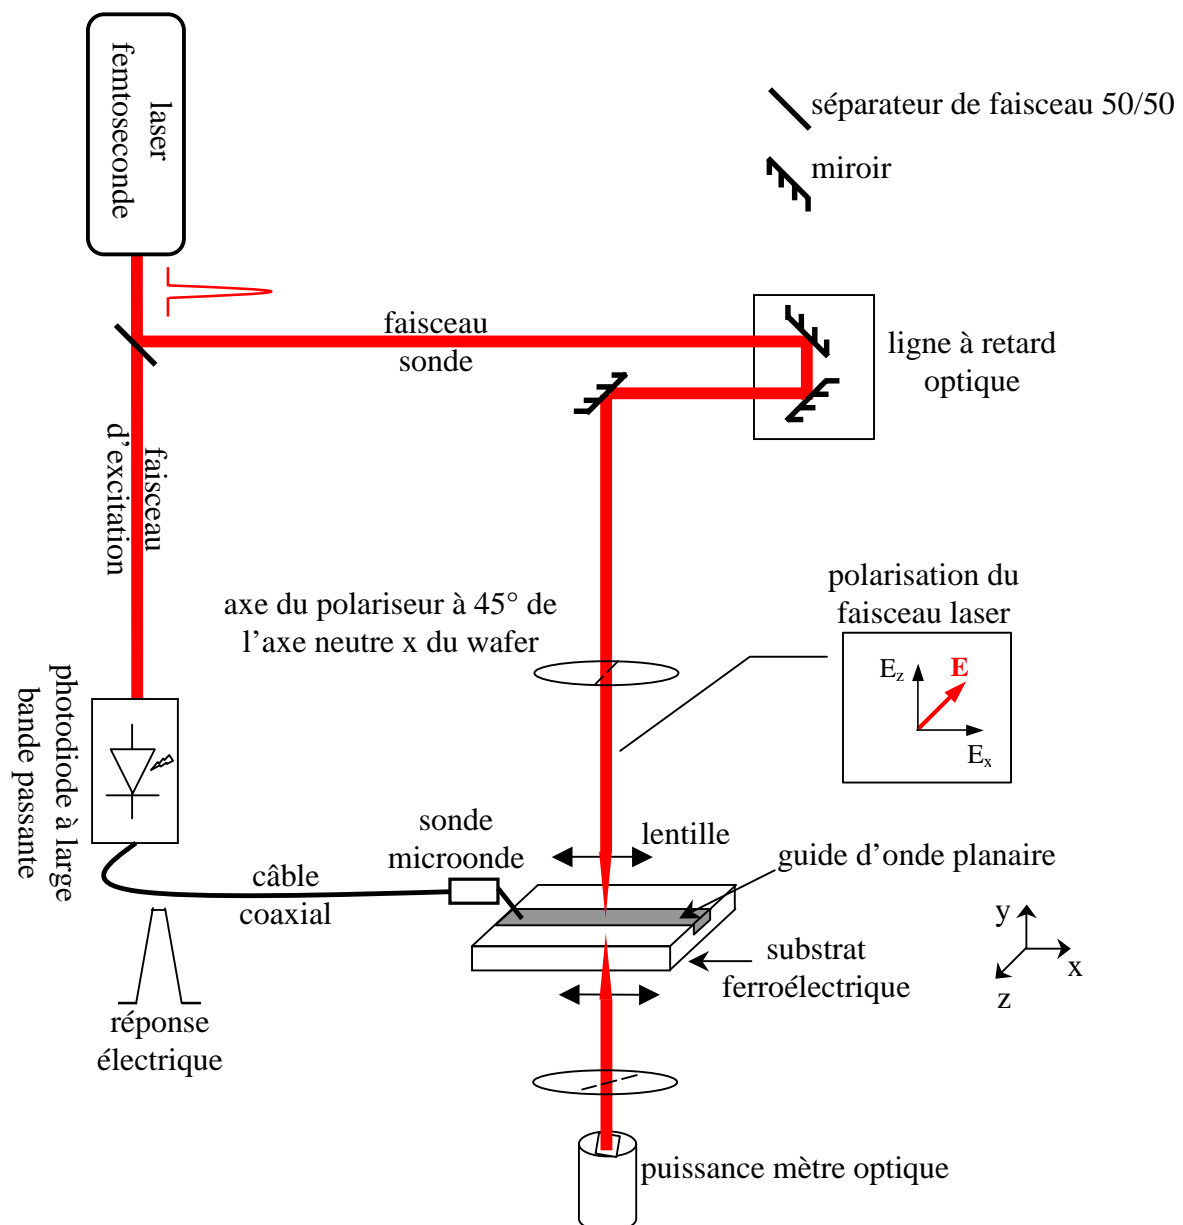 laser
femtoseconde
séparateur de faisceau 50/50
miroir
faisceau
sonde
ligne à retard
optique
faisceau
d'excitation
axe du polariseur à 45° de
l'axe neutre x du wafer
polarisation du
faisceau laser
E
Ez
Ex
photodiode à large
bande passante
sonde
microonde
lentille
guide d'onde planaire
câble
coaxial
substrat
ferroélectrique
y
x
z
réponse
électrique
puissance mètre optique